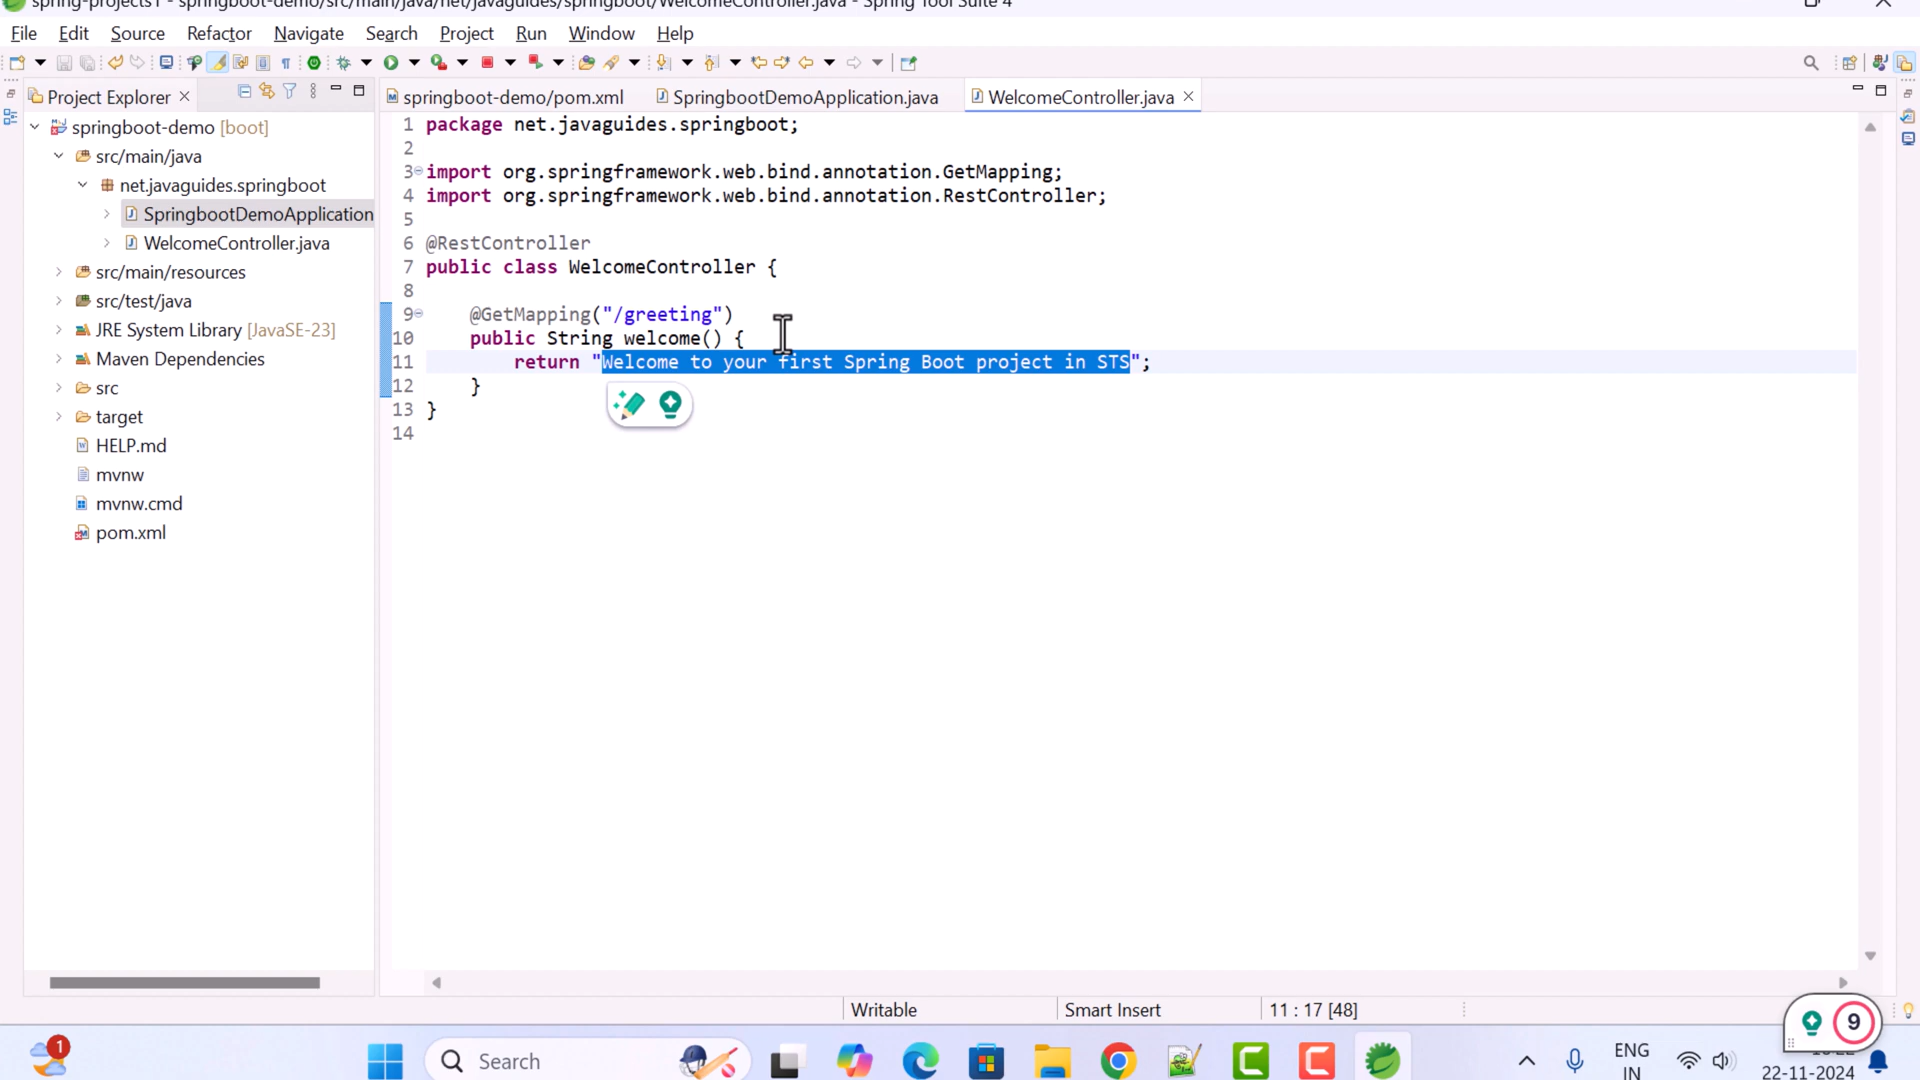 spring-projects1 - springboot-demo/src/main/java/net/javaguides/springboot/WelcomeController.java - Spring Tool Suite 4
File Edit Source Refactor Navigate Search Project Run Window Help
Project Explorer
springboot-demo/pom.xml SpringbootDemoApplication.java WelcomeController.java
springboot-demo [boot]
src/main/java
net.javaguides.springboot
SpringbootDemoApplication
WelcomeController.java
src/main/resources
src/test/java
JRE System Library [JavaSE-23]
Maven Dependencies
src
target
HELP.md
mvnw
mvnw.cmd
pom.xml
1 package net.javaguides.springboot;
2
3 import org.springframework.web.bind.annotation.GetMapping;
4 import org.springframework.web.bind.annotation.RestController;
5
6 @RestController
7 public class WelcomeController {
8
9 @GetMapping("/greeting")
10 public String welcome() {
11 return "Welcome to your first Spring Boot project in STS";
12 }
13 }
14
Writable Smart Insert 11 : 17 [48]
9
1
Search
ENG
IN
22-11-2024